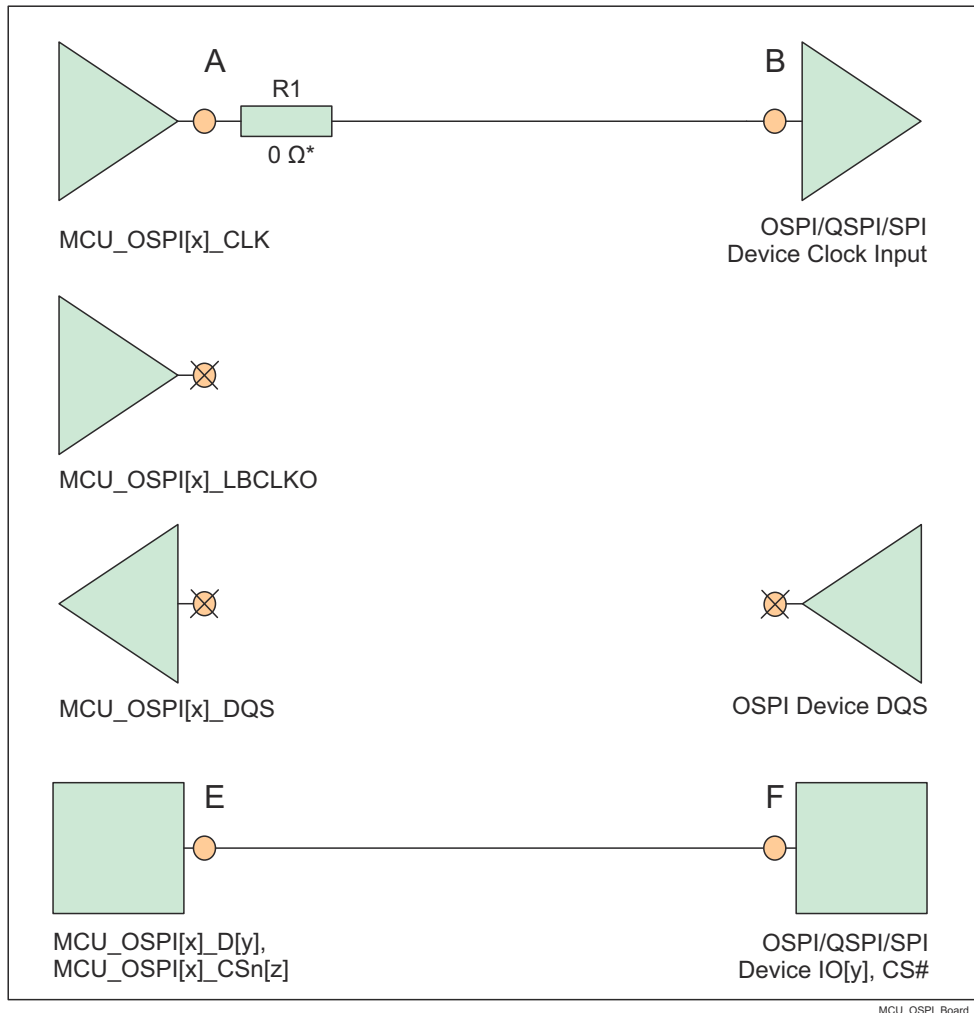 A
B
R1
0 Ω*
MCU_OSPI[x]_CLK
OSPI/QSPI/SPI
Device Clock Input
MCU_OSPI[x]_LBCLKO
MCU_OSPI[x]_DQS
OSPI Device DQS
E
F
MCU_OSPI[x]_D[y],
MCU_OSPI[x]_CSn[z]
OSPI/QSPI/SPI
Device IO[y], CS#
MCU_OSPI_Board